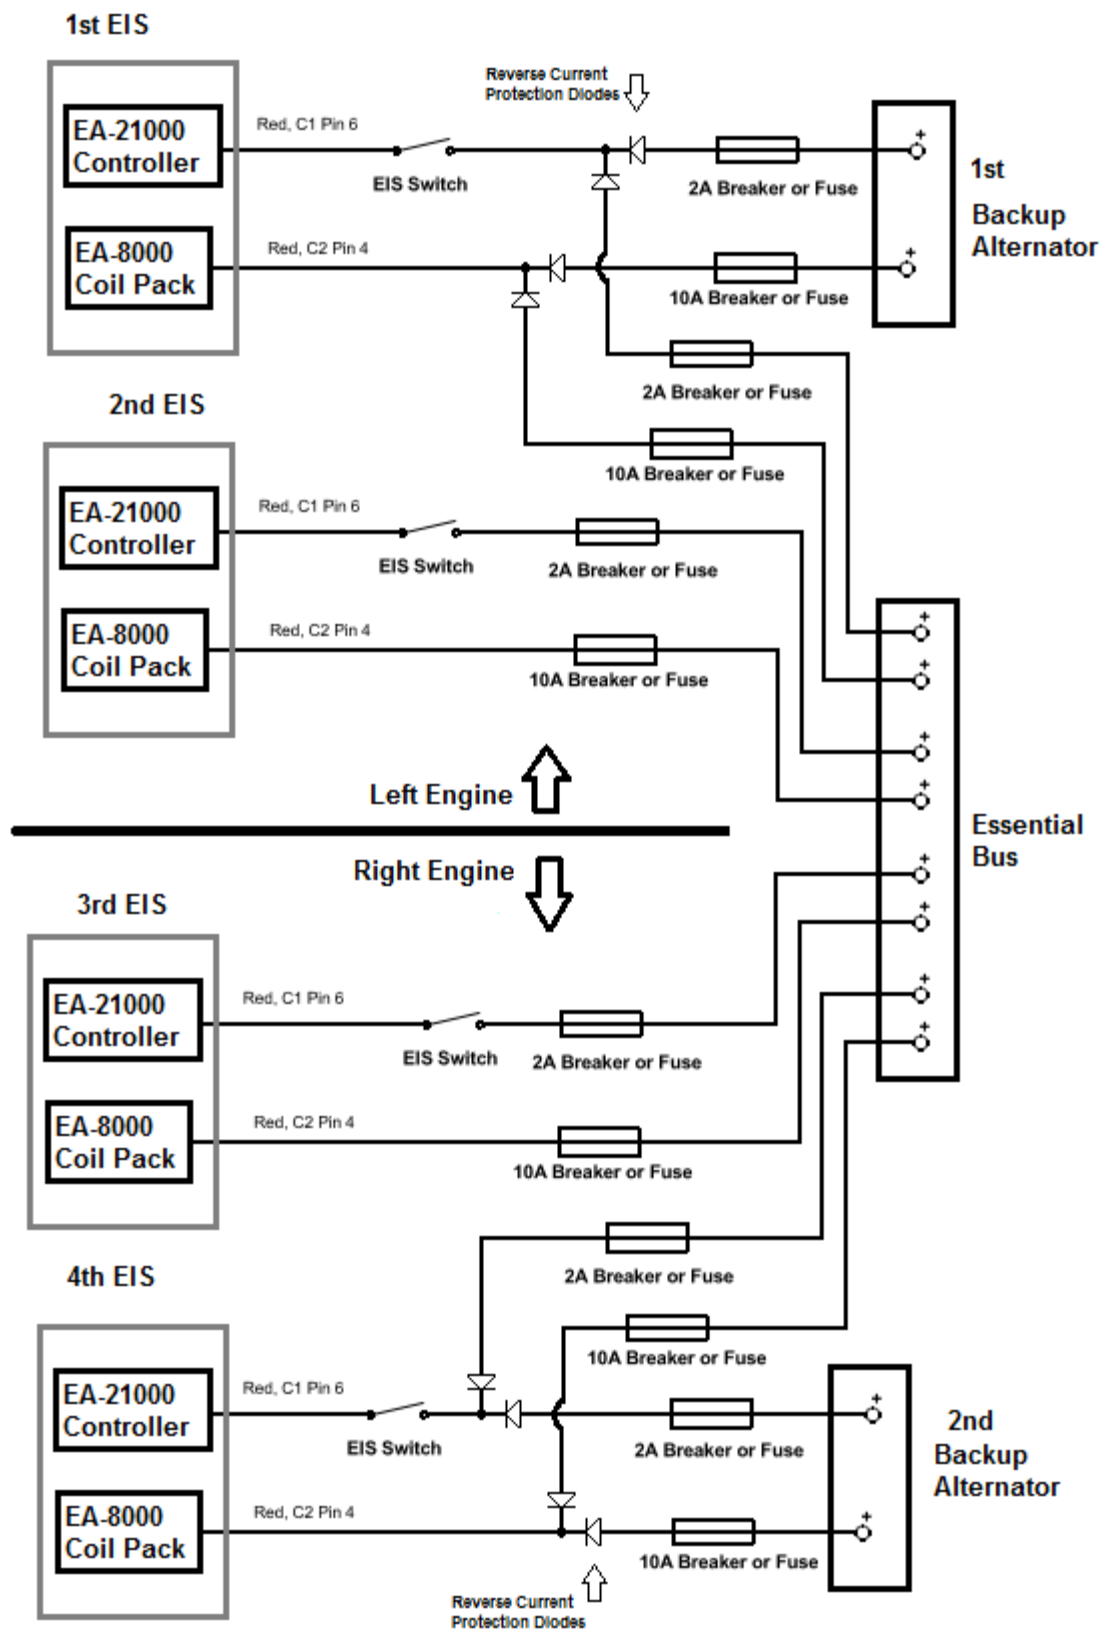 1st EIS
Reverse Current
Protection Diodes
EA-21000
Controller
Red, C1 Pin 6
EIS Switch
2A Breaker or Fuse
+
1st
Backup
Alternator
EA-8000
Coil Pack
Red, C2 Pin 4
10A Breaker or Fuse
+
2A Breaker or Fuse
2nd EIS
10A Breaker or Fuse
EA-21000
Controller
Red, C1 Pin 6
EIS Switch
2A Breaker or Fuse
EA-8000
Coil Pack
Red, C2 Pin 4
10A Breaker or Fuse
+
+
+
+
Left Engine
Essential
Bus
Right Engine
+
+
+
+
3rd EIS
EA-21000
Controller
Red, C1 Pin 6
EIS Switch
2A Breaker or Fuse
EA-8000
Coil Pack
Red, C2 Pin 4
10A Breaker or Fuse
2A Breaker or Fuse
4th EIS
10A Breaker or Fuse
EA-21000
Controller
Red, C1 Pin 6
EIS Switch
2A Breaker or Fuse
+
2nd
Backup
Alternator
EA-8000
Coil Pack
Red, C2 Pin 4
10A Breaker or Fuse
+
Reverse Current
Protection Diodes